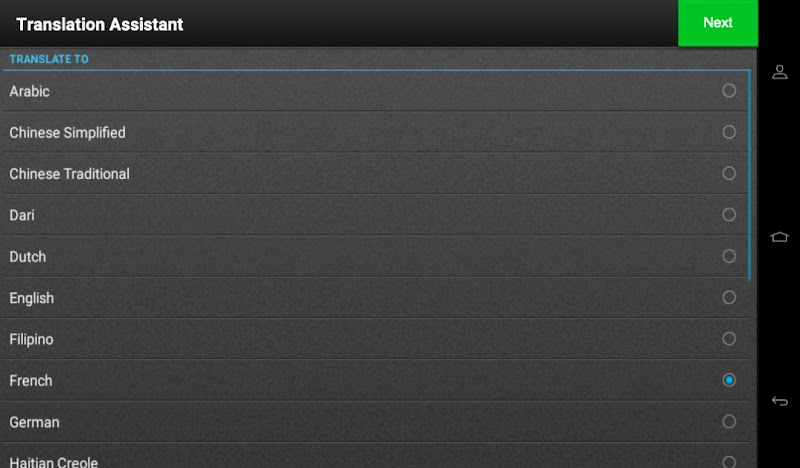 Translation Assistant
Next
TRANSLATE TO
Arabic
Chinese Simplified
Chinese Traditional
Dari
Dutch
English
Filipino
French
German
Haitian Creole